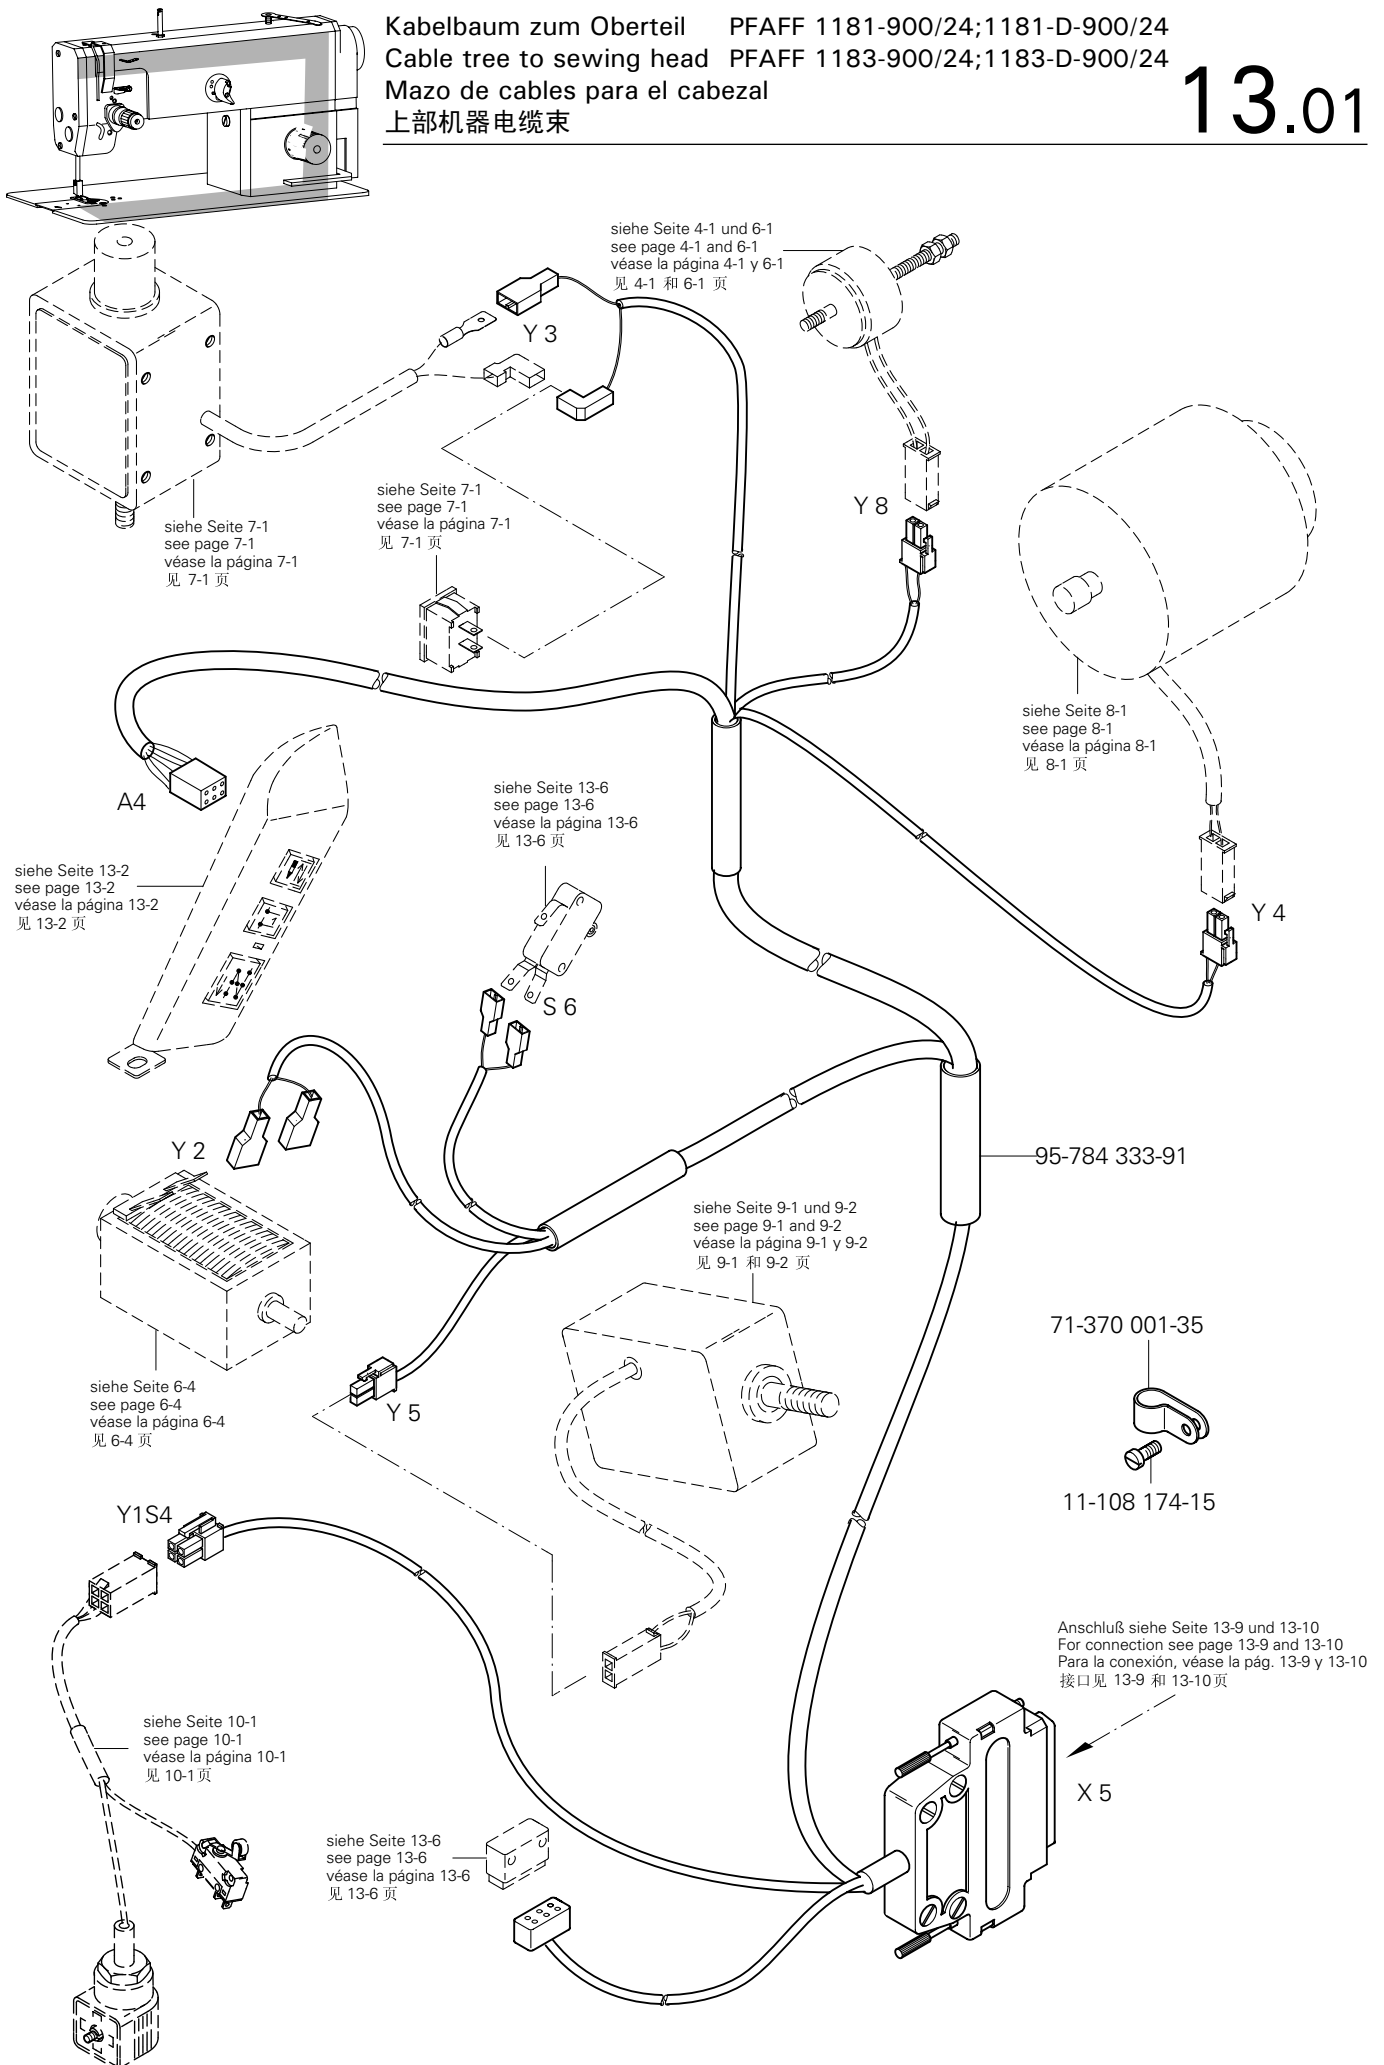 Kabelbaum zum Oberteil PFAFF 1181-900/24;1181-D-900/24
Cable tree to sewing head PFAFF 1183-900/24;1183-D-900/24
Mazo de cables para el cabezal
上部机器电缆束
13.01
siehe Seite 4-1 und 6-1
see page 4-1 and 6-1
véase la página 4-1 y 6-1
见 4-1 和 6-1 页
Y 3
siehe Seite 7-1
see page 7-1
véase la página 7-1
见 7-1 页
siehe Seite 7-1
see page 7-1
véase la página 7-1
见 7-1 页
Y 8
siehe Seite 8-1
see page 8-1
véase la página 8-1
见 8-1 页
A4
siehe Seite 13-6
see page 13-6
véase la página 13-6
见 13-6 页
siehe Seite 13-2
see page 13-2
véase la página 13-2
见 13-2 页
Y 4
S 6
Y 2
95-784 333-91
siehe Seite 9-1 und 9-2
see page 9-1 and 9-2
véase la página 9-1 y 9-2
见 9-1 和 9-2 页
71-370 001-35
siehe Seite 6-4
see page 6-4
véase la página 6-4
见 6-4 页
Y 5
11-108 174-15
Y1S4
Anschluß siehe Seite 13-9 und 13-10
For connection see page 13-9 and 13-10
Para la conexión, véase la pág. 13-9 y 13-10
接口见 13-9 和 13-10页
siehe Seite 10-1
see page 10-1
véase la página 10-1
见 10-1页
X 5
siehe Seite 13-6
see page 13-6
véase la página 13-6
见 13-6 页